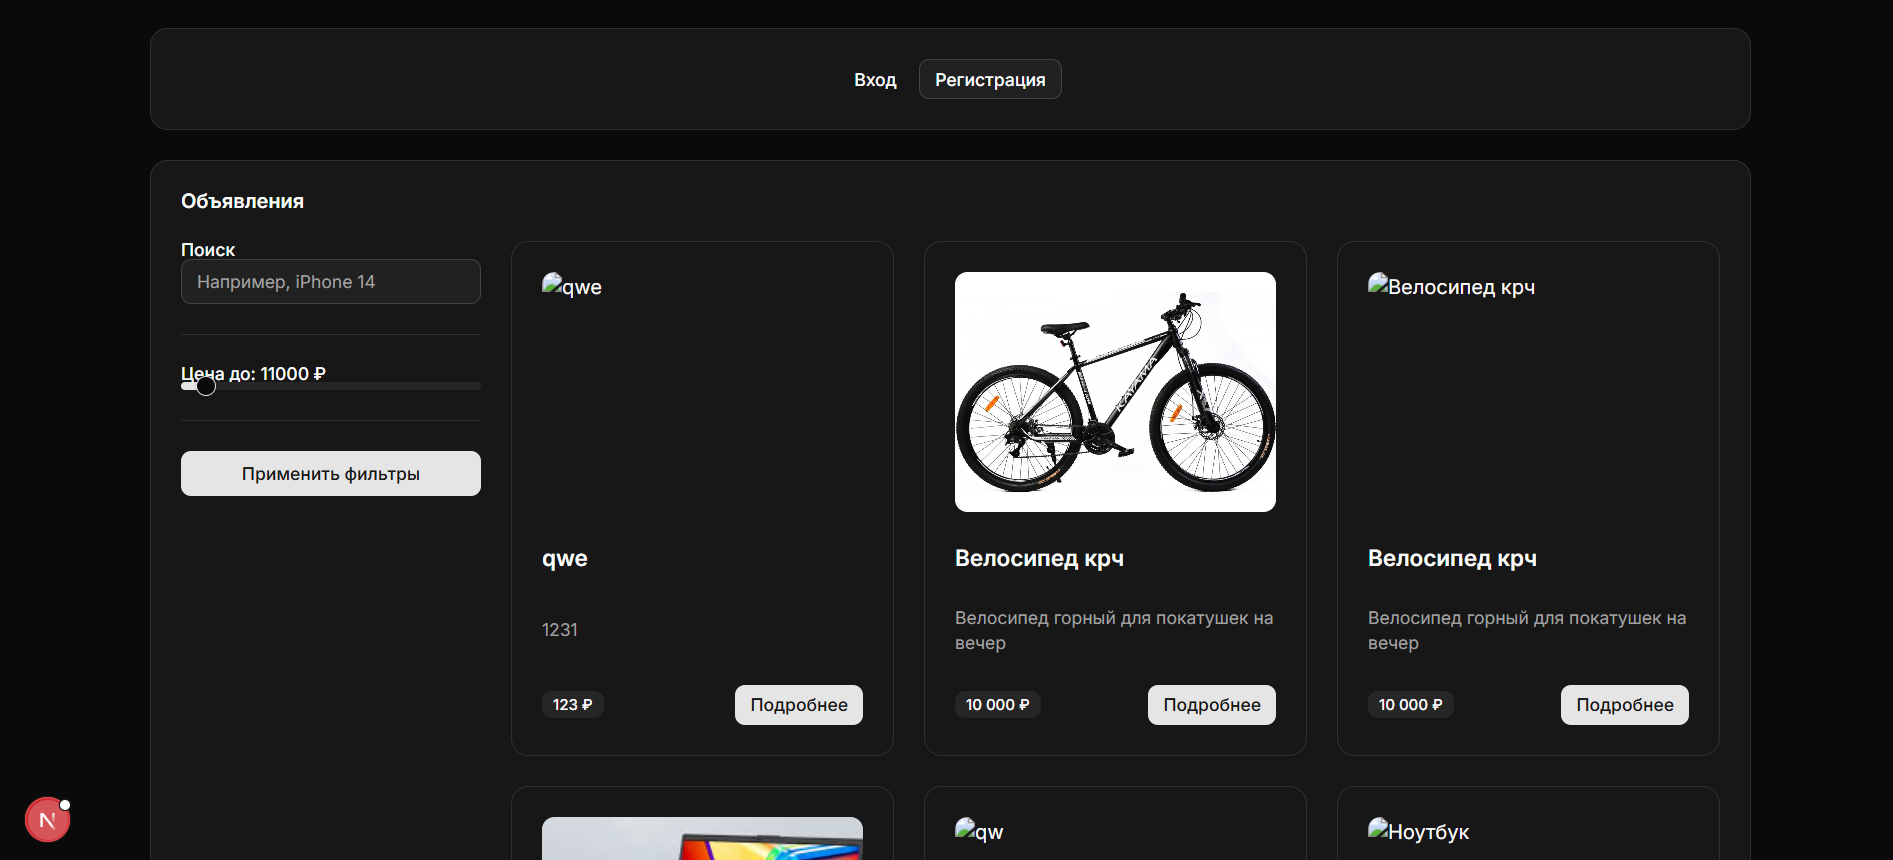 Вход
Регистрация
Объявления
Поиск
Например, iPhone 14
Цена до: 11000 ₽
Применить фильтры
qwe
qwe
1231
123 ₽
Подробнее
KAYAMA
Велосипед крч
Велосипед горный для покатушек на
вечер
10 000 ₽
Подробнее
Велосипед крч
Велосипед крч
Велосипед горный для покатушек на
вечер
10 000 ₽
Подробнее
qw
Ноутбук
N